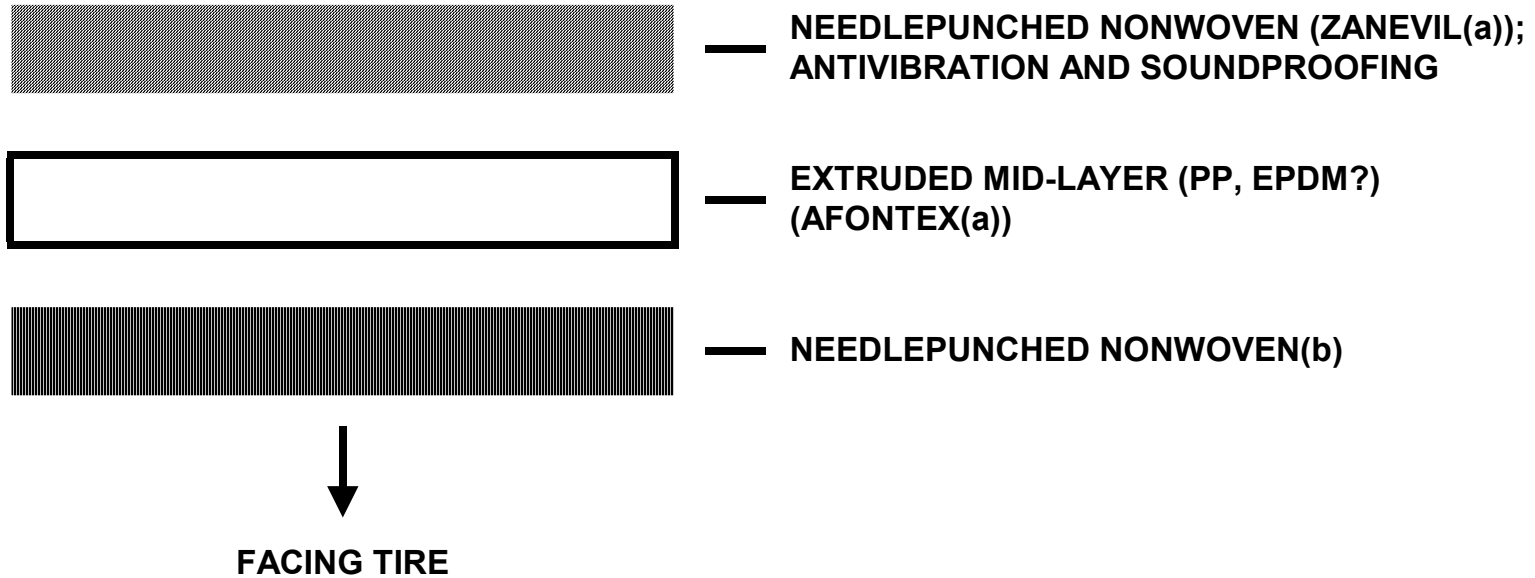 NEEDLEPUNCHED NONWOVEN (ZANEVIL(a));
ANTIVIBRATION AND SOUNDPROOFING
EXTRUDED MID-LAYER (PP, EPDM?)
(AFONTEX(a))
NEEDLEPUNCHED NONWOVEN(b)
FACING TIRE